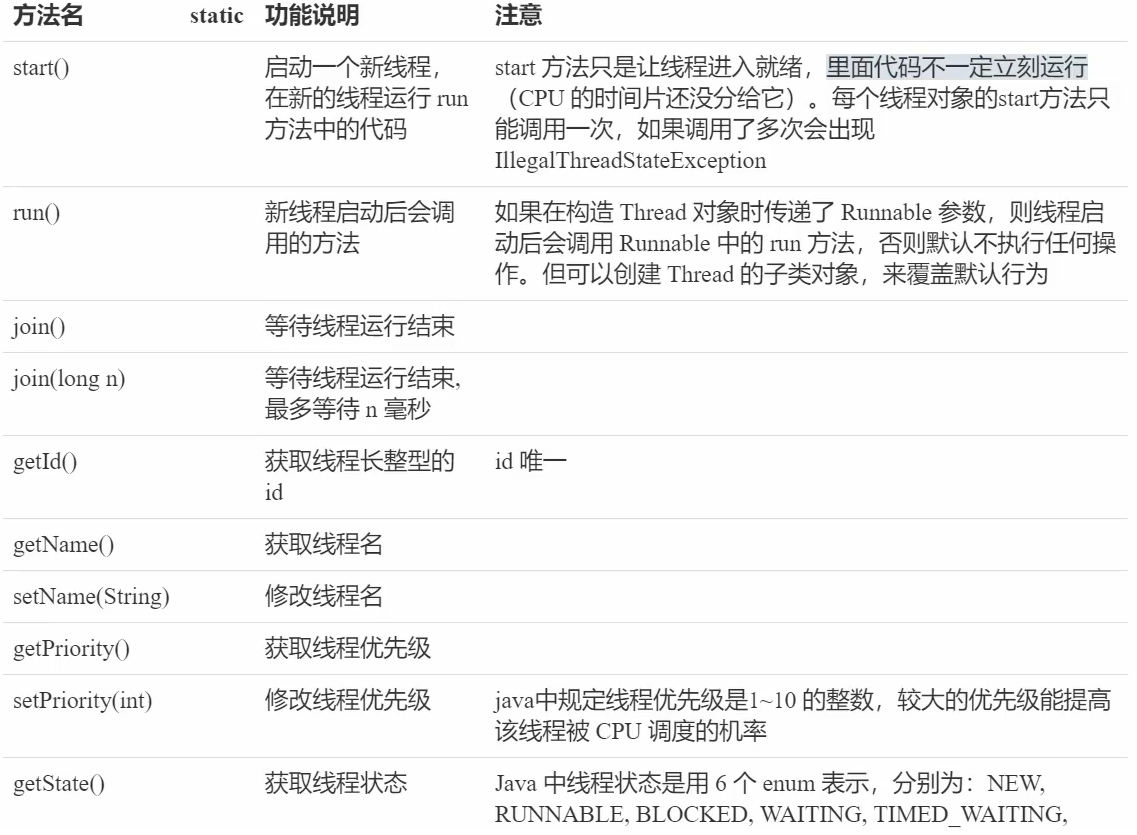 方法名 static 功能说明 注意
start() 启动一个新线程， start 方法只是让线程进入就绪，里面代码不一定立刻运行
在新的线程运行 run （CPU 的时间片还没分给它）。每个线程对象的start方法只
方法中的代码 能调用一次，如果调用了多次会出现
IllegalThreadStateException
run() 新线程启动后会调 如果在构造 Thread 对象时传递了 Runnable 参数，则线程启
用的方法 动后会调用 Runnable 中的 run 方法，否则默认不执行任何操
作。但可以创建 Thread 的子类对象，来覆盖默认行为
join() 等待线程运行结束
join(long n) 等待线程运行结束,
最多等待 n 毫秒
getId() 获取线程长整型的 id 唯一
id
getName() 获取线程名
setName(String) 修改线程名
getPriority() 获取线程优先级
setPriority(int) 修改线程优先级 java中规定线程优先级是1~10 的整数，较大的优先级能提高
该线程被 CPU 调度的机率
getState() 获取线程状态 Java 中线程状态是用 6 个 enum 表示，分别为：NEW,
RUNNABLE, BLOCKED, WAITING, TIMED_WAITING,